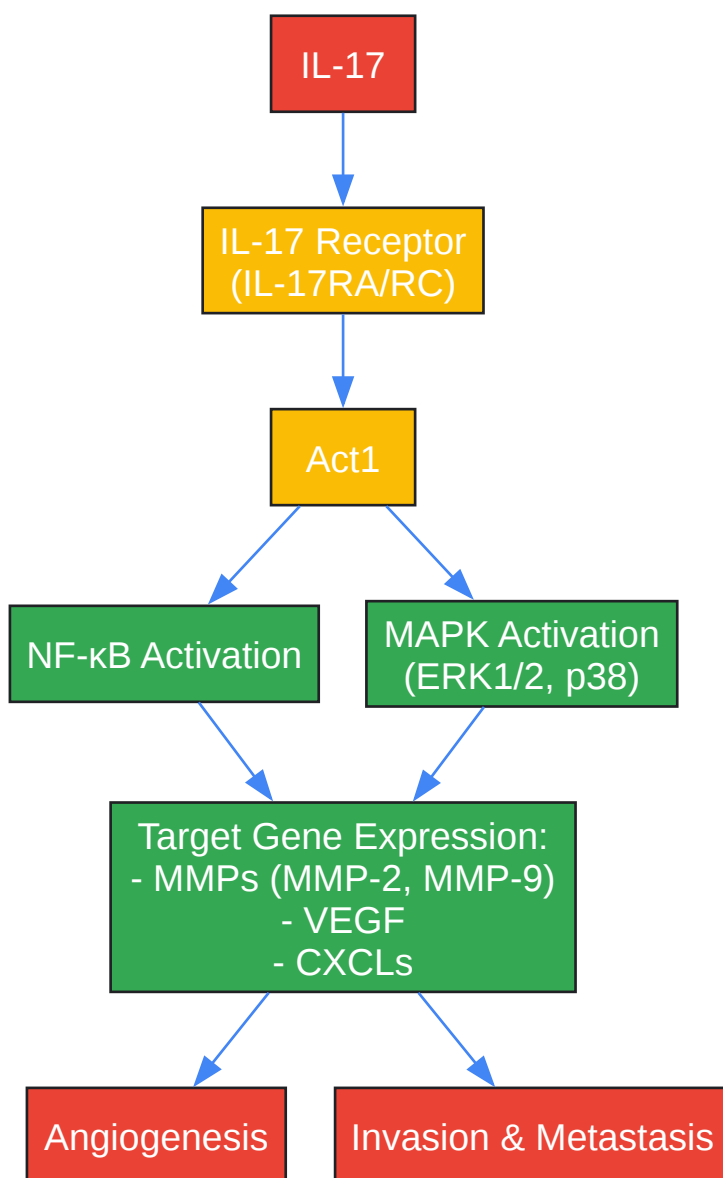 IL-17
IL-17 Receptor
(IL-17RA/RC)
Act1
NF-κB Activation
MAPK Activation
(ERK1/2, p38)
Target Gene Expression:
- MMPs (MMP-2, MMP-9)
- VEGF
- CXCLs
Angiogenesis
Invasion & Metastasis